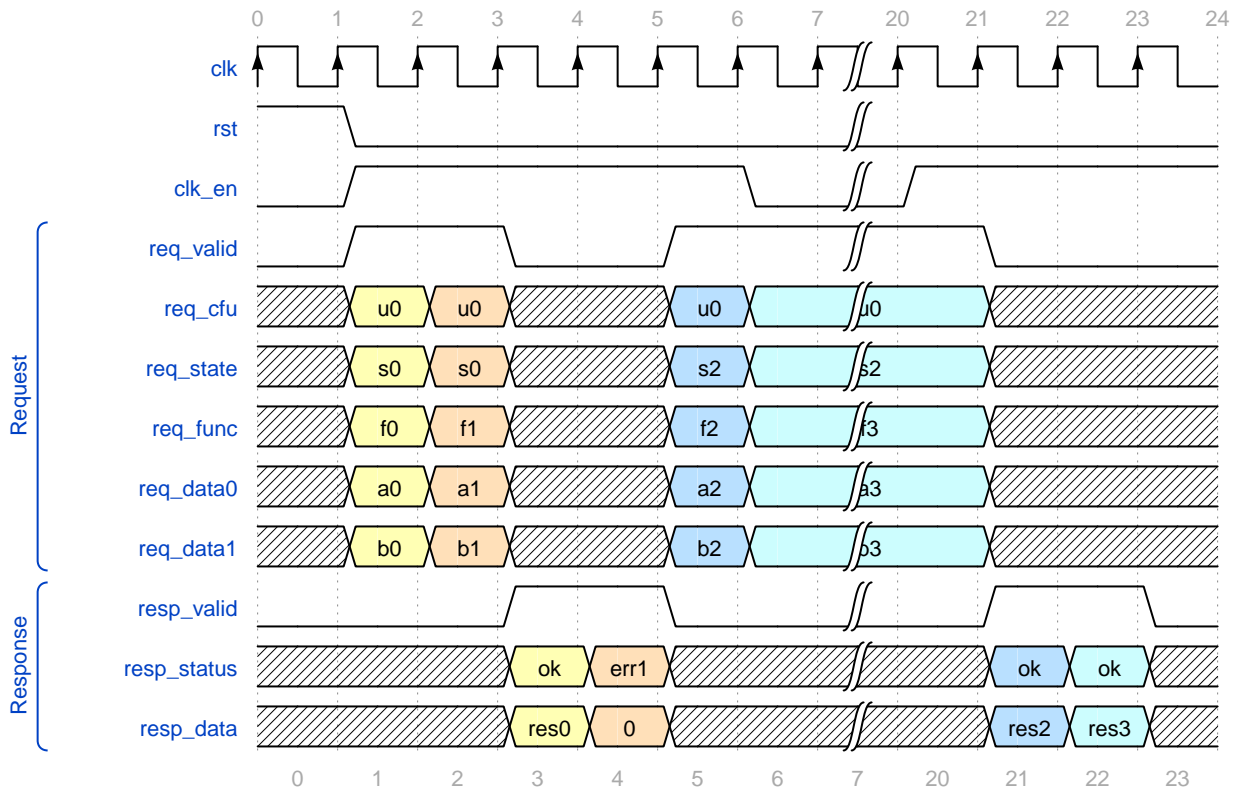 0 1 2 3 4 5 6 7 20 21 22 23 24
clk
rst
clk_en
Request
req_valid
req_cfu u0 u0 u0 u0
req_state s0 s0 s2 s2
req_func f0 f1 f2 f3
req_data0 a0 a1 a2 a3
req_data1 b0 b1 b2 b3
Response
resp_valid
resp_status ok err1 ok ok
resp_data res0 0 res2 res3
0 1 2 3 4 5 6 7 20 21 22 23